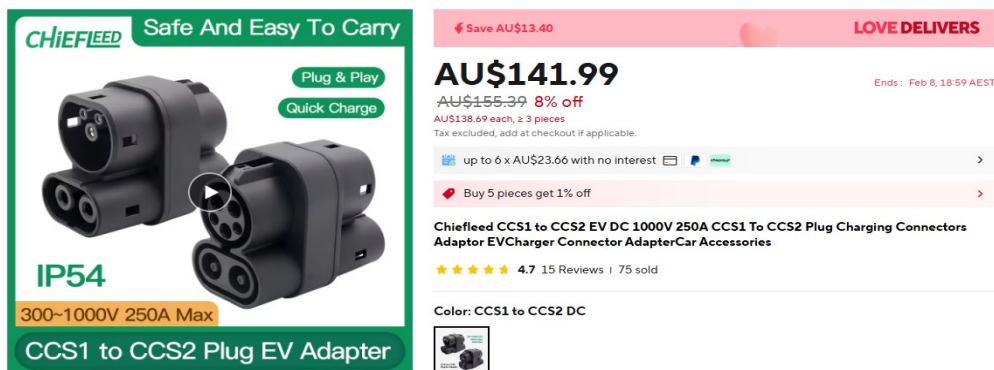 CHiEFLEED
Safe And Easy To Carry
Plug & Play
Quick Charge
IP54
300~1000V 250A Max
CCS1 to CCS2 Plug EV Adapter
Save AU$13.40
LOVE DELIVERS
AU$141.99
Ends : Feb 8, 18:59 AEST
AU$155.39 8% off
AU$138.69 each, ≥ 3 pieces
Tax excluded, add at checkout if applicable.
up to 6 x AU$23.66 with no interest
Buy 5 pieces get 1% off
Chiefleed CCS1 to CCS2 EV DC 1000V 250A CCS1 To CCS2 Plug Charging Connectors
Adaptor EVCharger Connector AdapterCar Accessories
4.7 15 Reviews | 75 sold
Color: CCS1 to CCS2 DC